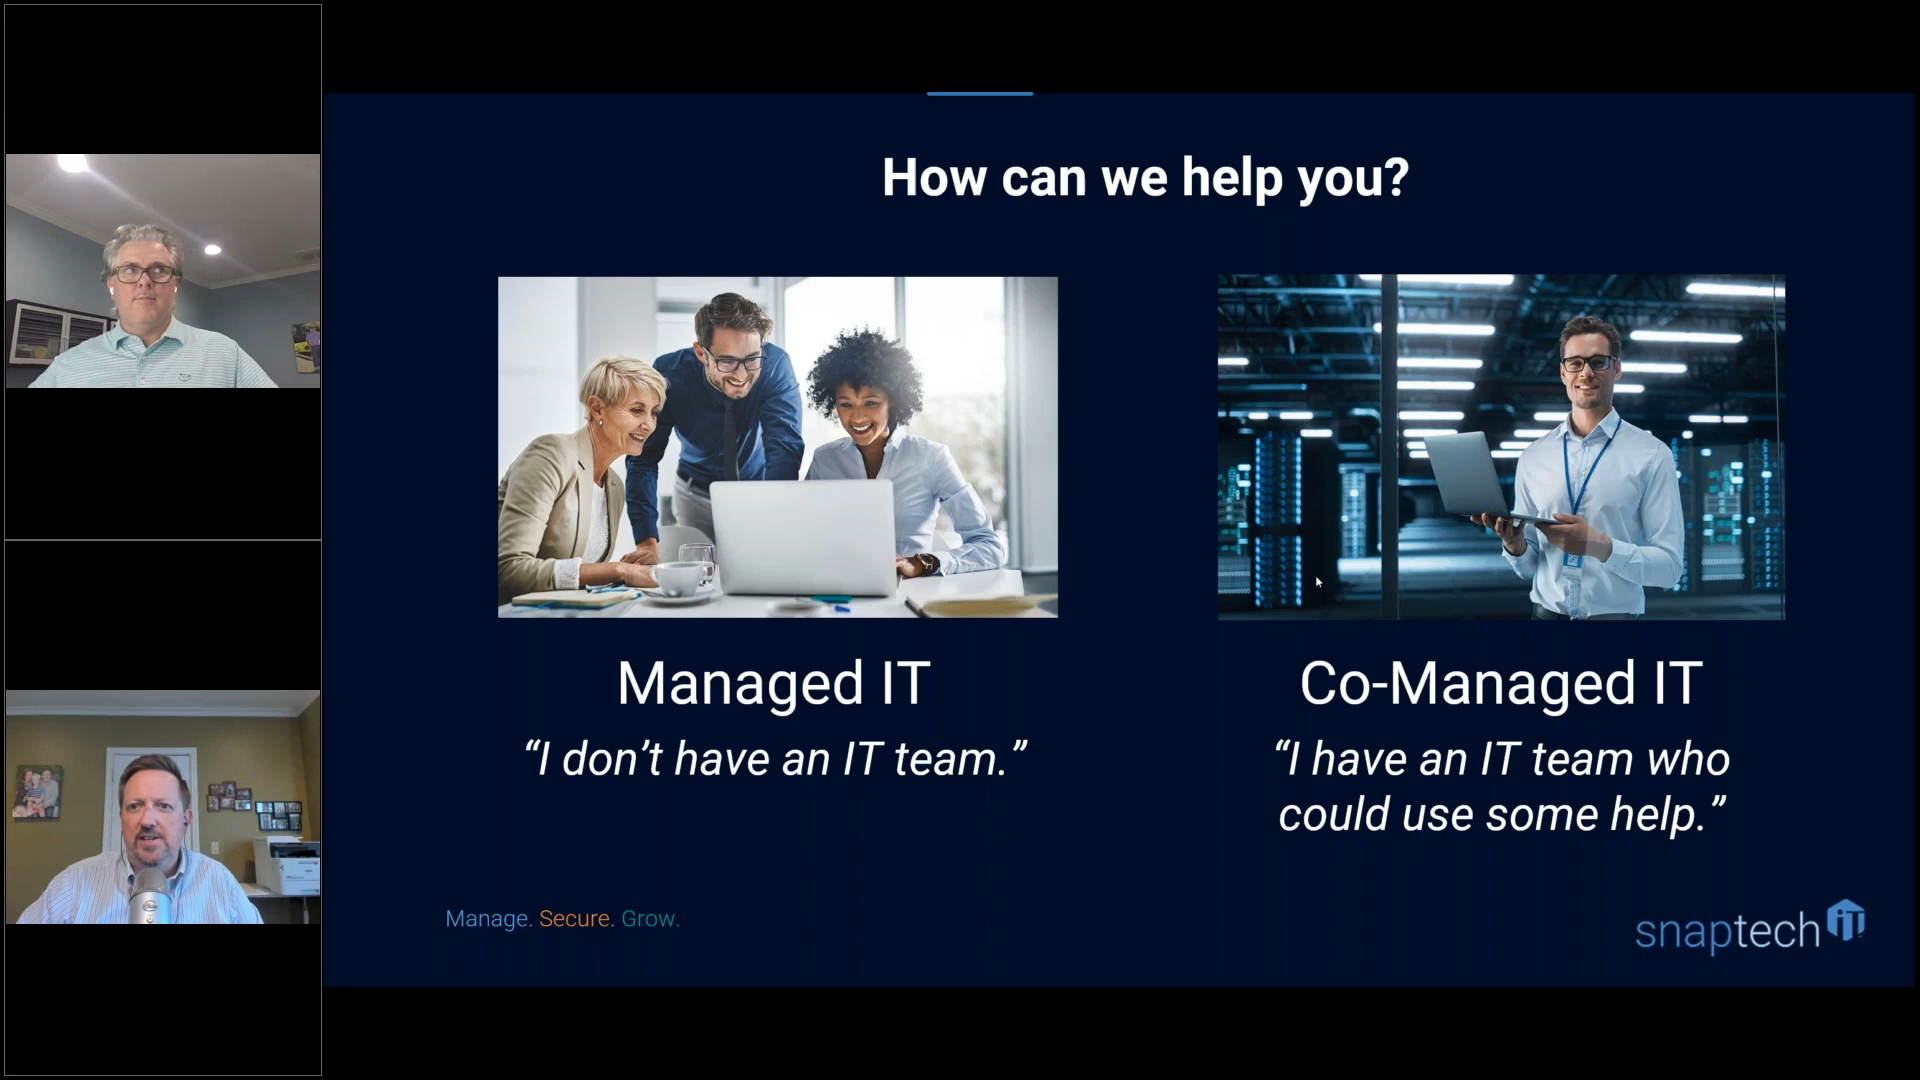 How can we help you?
Managed IT
“I don’t have an IT team.”
Co-Managed IT
“I have an IT team who
could use some help.”
Manage. Secure. Grow.
snaptech iT